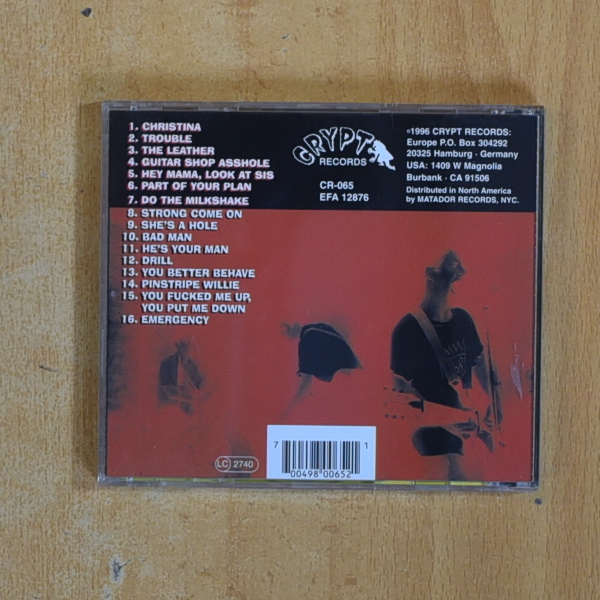 1. CHRISTINA
2. TROUBLE
3. THE LEATHER
4. GUITAR SHOP ASSHOLE
5. HEY MAMA, LOOK AT SIS
6. PART OF YOUR PLAN
7. DO THE MILKSHAKE
8. STRONG COME ON
9. SHE'S A HOLE
10. BAD MAN
11. HE'S YOUR MAN
12. DRILL
13. YOU BETTER BEHAVE
14. PINSTRIPE WILLIE
15. YOU FUCKED ME UP,
YOU PUT ME DOWN
16. EMERGENCY
CRYPT
RECORDS
CR-065
EFA 12876
©1996 CRYPT RECORDS:
Europe P.O. Box 304292
20325 Hamburg · Germany
USA: 1409 W Magnolia
Burbank · CA 91506
Distributed in North America
by MATADOR RECORDS, NYC.
LC 2740
7 00498 00652 1